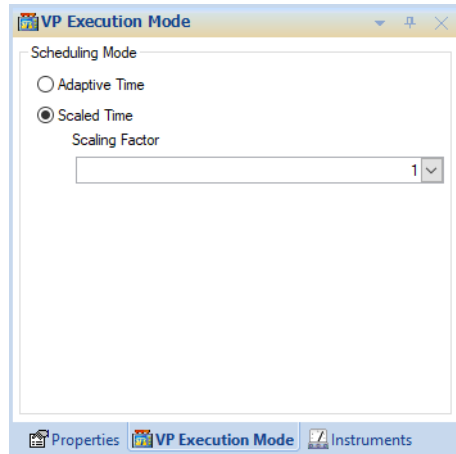 VP Execution Mode
Scheduling Mode
Adaptive Time
Scaled Time
Scaling Factor
1
Properties VP Execution Mode Instruments